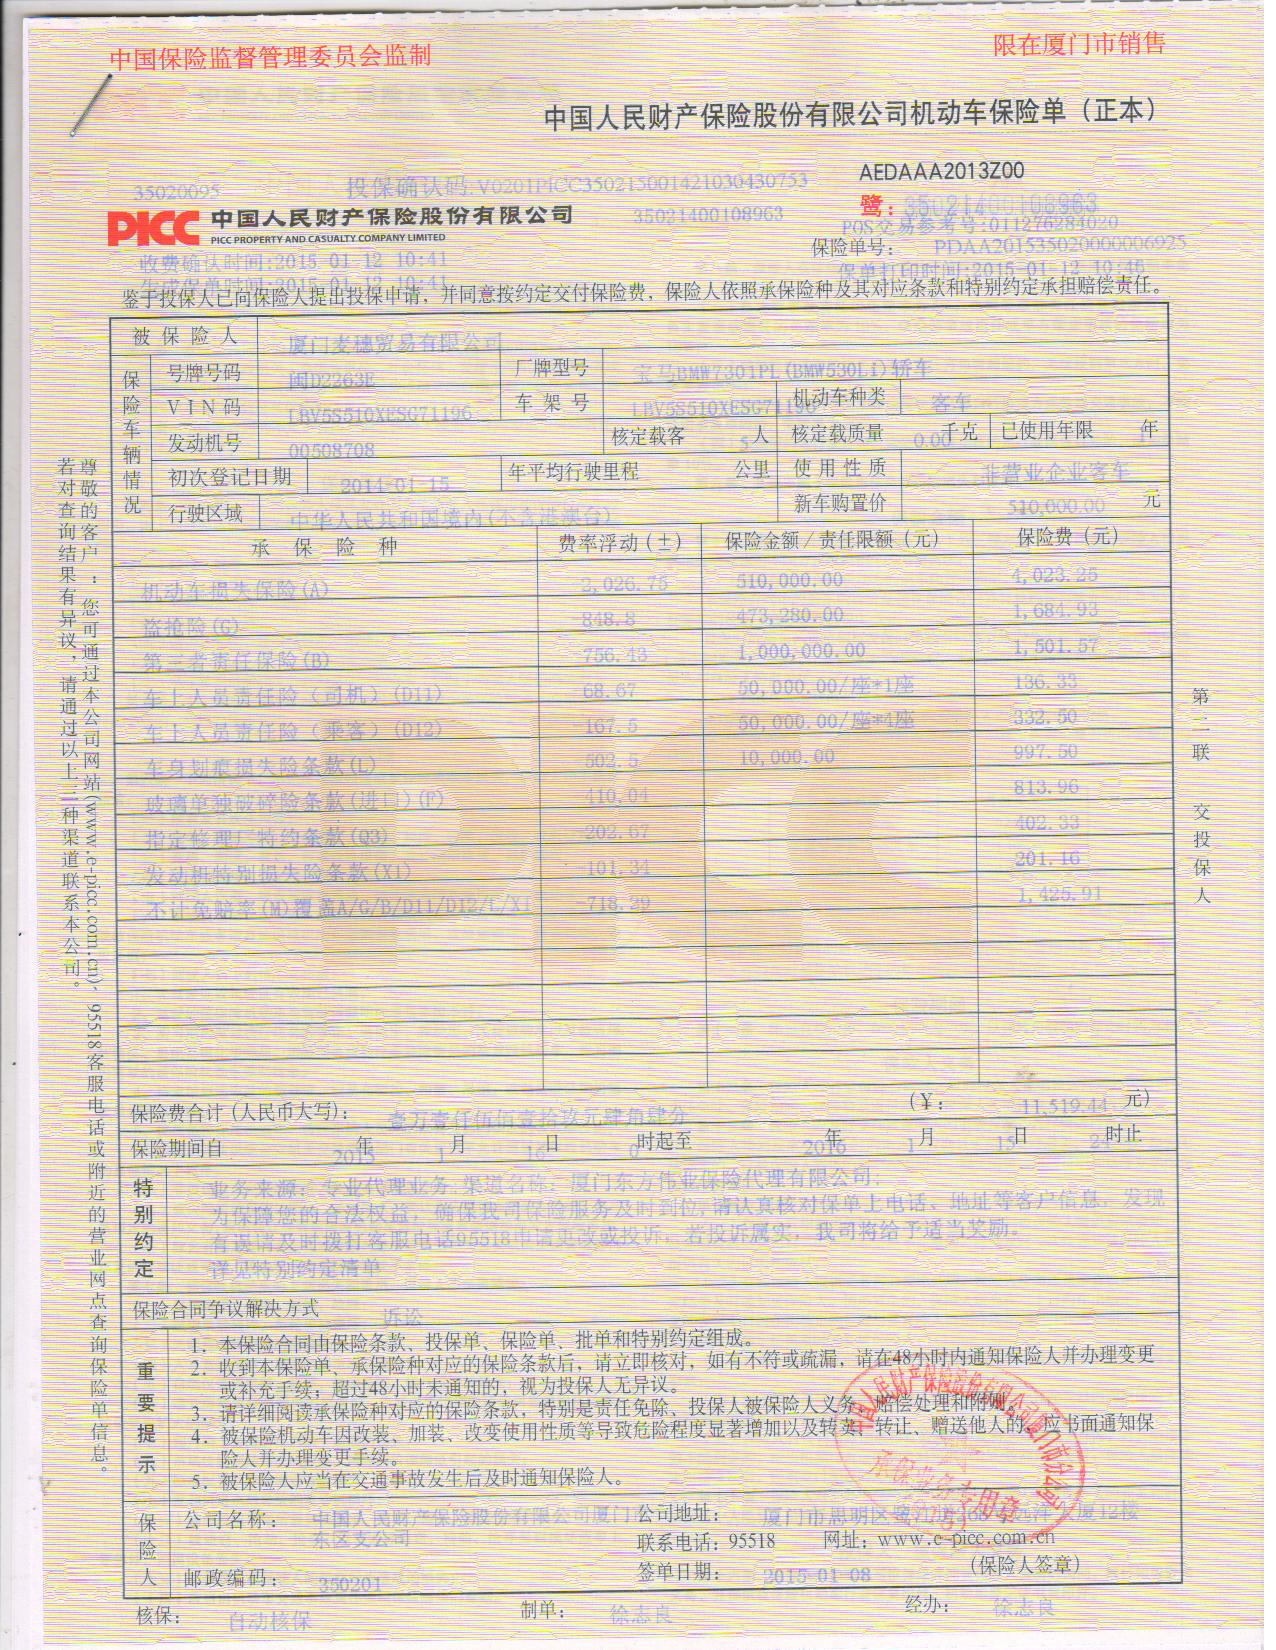 中国保险监督管理委员会监制
限在厦门市销售
中国人民财产保险股份有限公司机动车保险单（正本）
AEDAAA2013Z00
35020095
投保确认码:V0201PICC350215001421030430753
PICC 中国人民财产保险股份有限公司
PICC PROPERTY AND CASUALTY COMPANY LIMITED
35021400108963
鹭: 35021400108963
POS交易参考号:011276284020
保险单号: PDAA201535020000006925
收费确认时间:2015-01-12 10:41
生成保单时间:2015-01-12 10:41
保单打印时间:2015-01-12 10:46
鉴于投保人已向保险人提出投保申请，并同意按约定交付保险费，保险人依照承保险种及其对应条款和特别约定承担赔偿责任。
被保险人 厦门麦穗贸易有限公司
保险车辆情况
号牌号码 闽D2263E 厂牌型号 宝马BMW7301PL(BMW530Li)轿车
VIN码 LBV5S510XESG71196 车架号 LBV5S510XESG71196 机动车种类 客车
发动机号 00508708 核定载客 5人 核定载质量 0.00千克 已使用年限 1年
初次登记日期 2014-01-15 年平均行驶里程 公里 使用性质 非营业企业客车
行驶区域 中华人民共和国境内(不含港澳台) 新车购置价 510,000.00 元
承保险种 费率浮动(±) 保险金额/责任限额(元) 保险费(元)
机动车损失保险(A) -2,026.75 510,000.00 4,023.25
盗抢险(G) -848.8 473,280.00 1,684.93
第三者责任保险(B) -756.43 1,000,000.00 1,501.57
车上人员责任险（司机）(D11) -68.67 50,000.00/座*1座 136.33
车上人员责任险（乘客）(D12) -167.5 50,000.00/座*4座 332.50
车身划痕损失险条款(L) -502.5 10,000.00 997.50
玻璃单独破碎险条款(进口)(F) -410.04 813.96
指定修理厂特约条款(Q3) -202.67 402.33
发动机特别损失险条款(X1) -101.34 201.16
不计免赔率(M)覆盖A/G/B/D11/D12/L/X1 -718.29 1,425.91
保险费合计(人民币大写): 壹万壹仟伍佰壹拾玖元肆角肆分 (￥: 11,519.44 元)
保险期间自 2015年 1月 16日 0时起至 2016年 1月 15日 24时止
特别约定
业务来源: 专业代理业务;渠道名称: 厦门东方伟业保险代理有限公司;
为保障您的合法权益，确保我司保险服务及时到位,请认真核对保单上电话、地址等客户信息，发现
有误请及时拨打客服电话95518申请更改或投诉，若投诉属实，我司将给予适当奖励。
详见特别约定清单
保险合同争议解决方式 诉讼
重要提示
1. 本保险合同由保险条款、投保单、保险单、批单和特别约定组成。
2. 收到本保险单、承保险种对应的保险条款后，请立即核对，如有不符或疏漏，请在48小时内通知保险人并办理变更
或补充手续；超过48小时未通知的，视为投保人无异议。
3. 请详细阅读承保险种对应的保险条款，特别是责任免除、投保人被保险人义务、赔偿处理和附则。
4. 被保险机动车因改装、加装、改变使用性质等导致危险程度显著增加以及转卖、转让、赠送他人的，应书面通知保
险人并办理变更手续。
5. 被保险人应当在交通事故发生后及时通知保险人。
保险人
公司名称: 中国人民财产保险股份有限公司厦门市
东区支公司
公司地址: 厦门市思明区 远洋大厦12楼
联系电话: 95518 网址: www.e-picc.com.cn
邮政编码: 350201 签单日期: 2015-01-08 (保险人签章)
承保业务专用章
核保: 自动核保 制单: 徐志良 经办: 徐志良
尊敬的客户：您可通过本公司网站(www.e-picc.com.cn)、95518客服电话或附近的营业网点查询保险单信息。
若对查询结果有异议，请通过以上三种渠道联系本公司。
第二联 交投保人